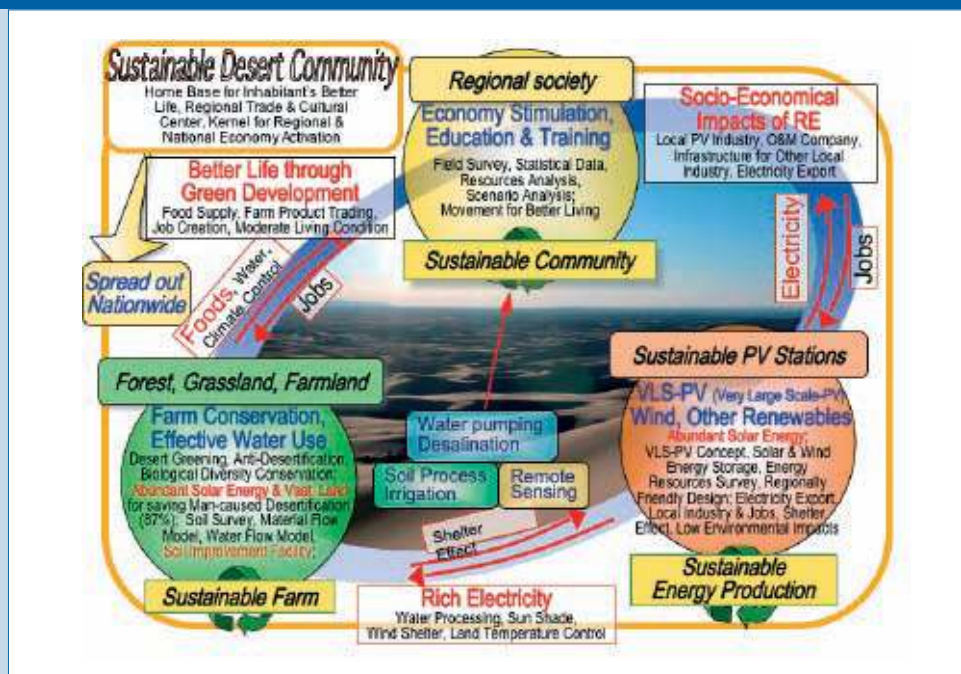 Sustainable Desert Community
Home Base for Inhabitant's Better
Life, Regional Trade & Cultural
Center, Kernel for Regional &
National Economy Activation
Regional society
Economy Stimulation,
Education & Training
Field Survey, Statistical Data,
Resources Analysis,
Scenario Analysis;
Movement for Better Living
Sustainable Community
Socio-Economical
Impacts of RE
Local PV Industry, O&M Company,
Infrastructure for Other Local
Industry, Electricity Export
Better Life through
Green Development
Food Supply, Farm Product Trading,
Job Creation, Moderate Living Condition
Spread out
Nationwide
Foods, Water,
Climate Control
Jobs
Electricity
Jobs
Forest, Grassland, Farmland
Farm Conservation,
Effective Water Use
Desert Greening, Anti-Desertification,
Biological Diversity Conservation;
Abundant Solar Energy & Vast Land
for saving Man-caused Desertification
(87%); Soil Survey, Material Flow
Model, Water Flow Model,
Soil Improvement Facility;
Sustainable Farm
Water pumping
Desalination
Soil Process
Irrigation
Remote
Sensing
Shelter
Effect
Sustainable PV Stations
VLS-PV (Very Large Scale-PV)
Wind, Other Renewables
Abundant Solar Energy;
VLS-PV Concept, Solar & Wind
Energy Storage, Energy
Resources Survey, Regionally
Friendly Design; Electricity Export,
Local Industry & Jobs, Shelter
Effect, Low Environmental Impacts
Sustainable
Energy Production
Rich Electricity
Water Processing, Sun Shade,
Wind Shelter, Land Temperature Control